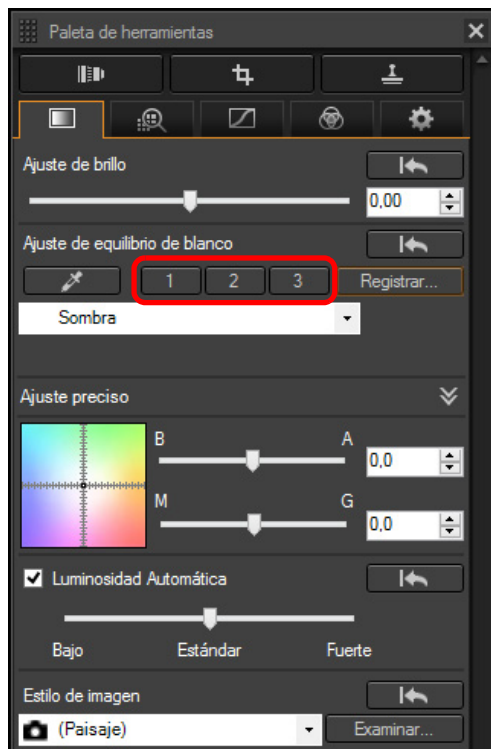 Paleta de herramientas
Ajuste de brillo
0,00
Ajuste de equilibrio de blanco
1 2 3 Registrar...
Sombra
Ajuste preciso
B A
0,0
M G
0,0
Luminosidad Automática
Bajo Estándar Fuerte
Estilo de imagen
(Paisaje) Examinar...